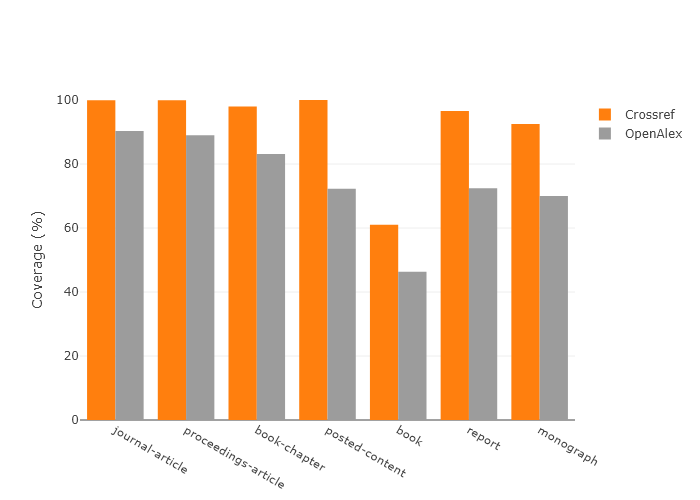 100
80
60
40
20
0
Coverage (%)
journal-article
proceedings-article
book-chapter
posted-content
book
report
monograph
Crossref
OpenAlex